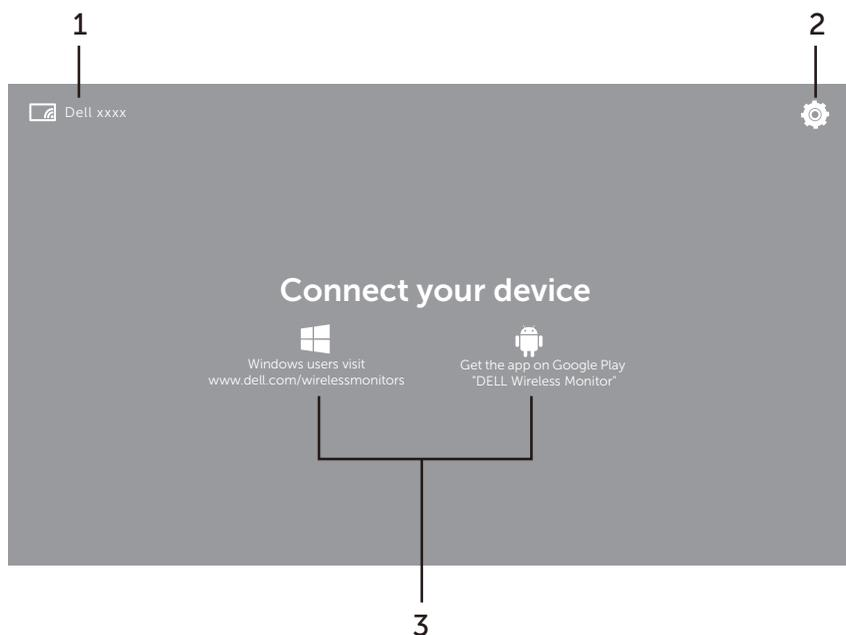 1
2
Dell xxxx
Connect your device
Windows users visit
www.dell.com/wirelessmonitors
Get the app on Google Play
"DELL Wireless Monitor"
3